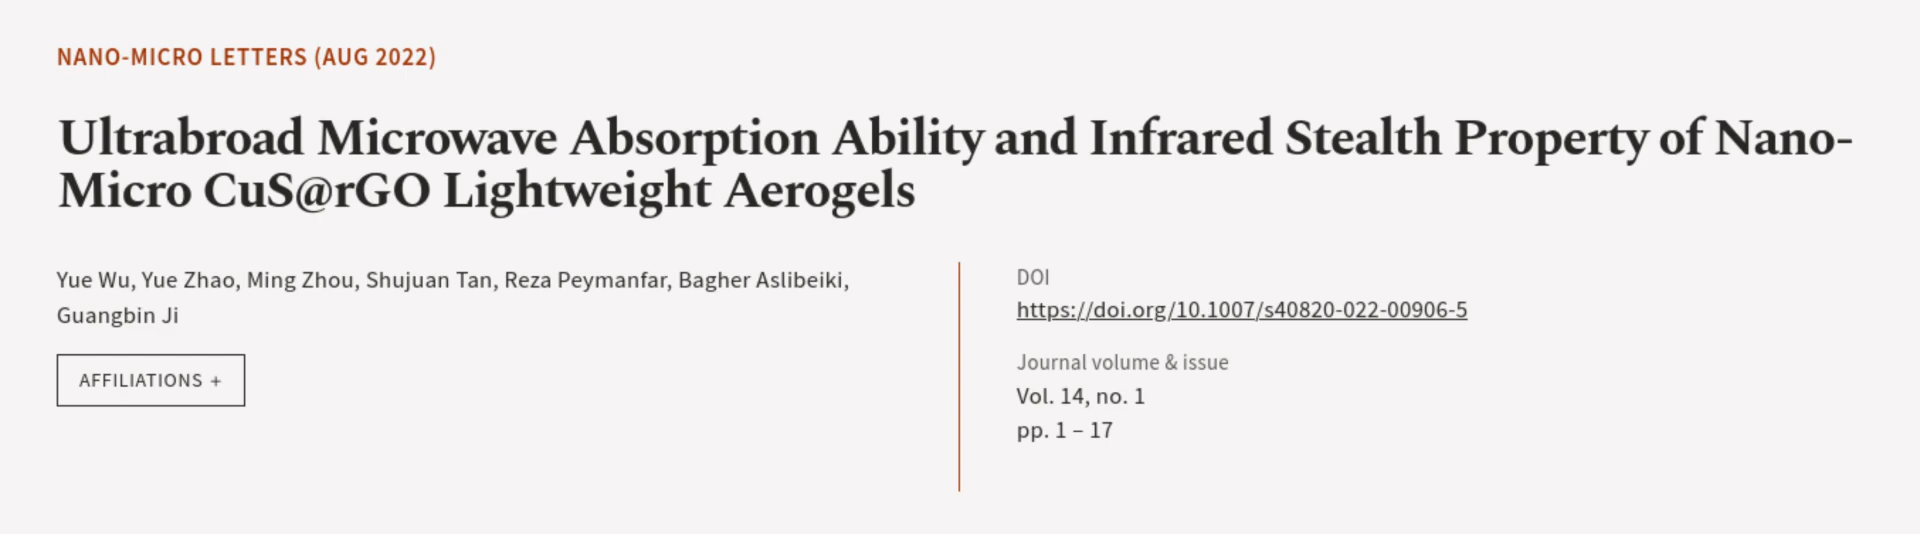 NANO-MICRO LETTERS (AUG 2022)
Ultrabroad Microwave Absorption Ability and Infrared Stealth Property of Nano-
Micro CuS@rGO Lightweight Aerogels
Yue Wu, Yue Zhao, Ming Zhou, Shujuan Tan, Reza Peymanfar, Bagher Aslibeiki,
Guangbin Ji
AFFILIATIONS +
DOI
https://doi.org/10.1007/s40820-022-00906-5
Journal volume & issue
Vol. 14, no. 1
pp. 1 – 17